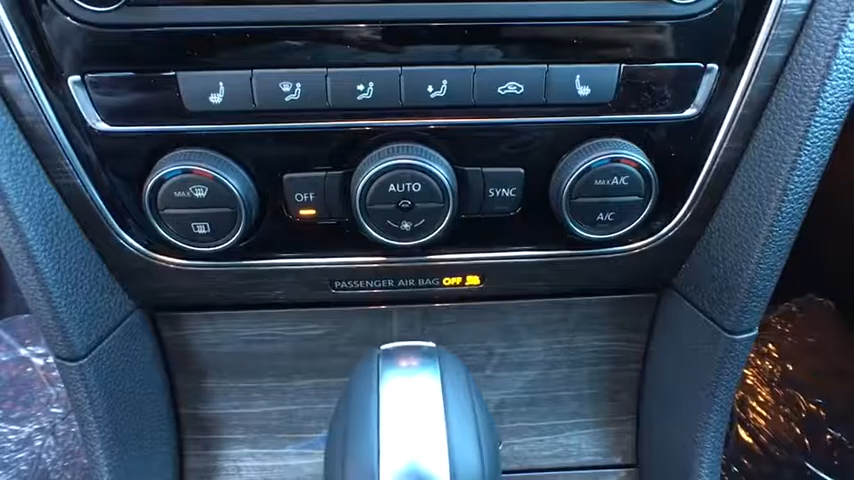 MAX
OFF
AUTO
SYNC
MAX A/C
A/C
PASSENGER AIR BAG OFF